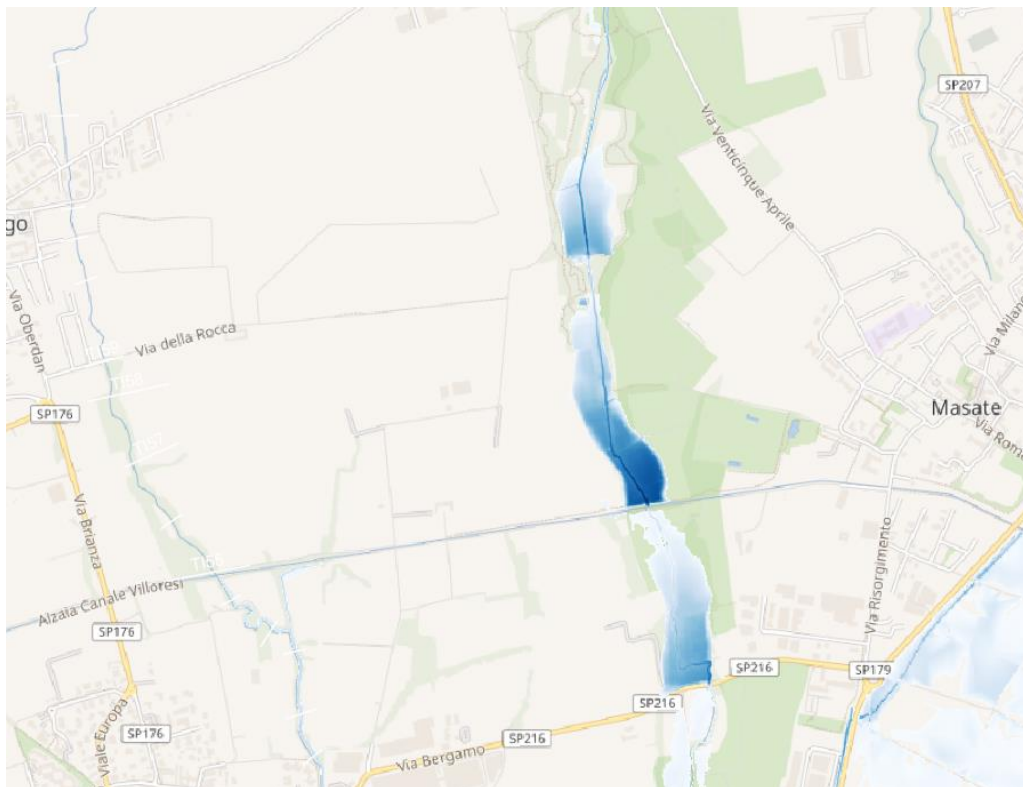 SP207
Via Venticinque Aprile
go
Via Oberdan
Via della Rocca
Via Milano
SP176
Masate
Via Roma
T157
Via Brianza
Via Risorgimento
Alzaia Canale Villoresi
SP176
SP216
SP179
SP216
Viale Europa
SP176
SP216
Via Bergamo